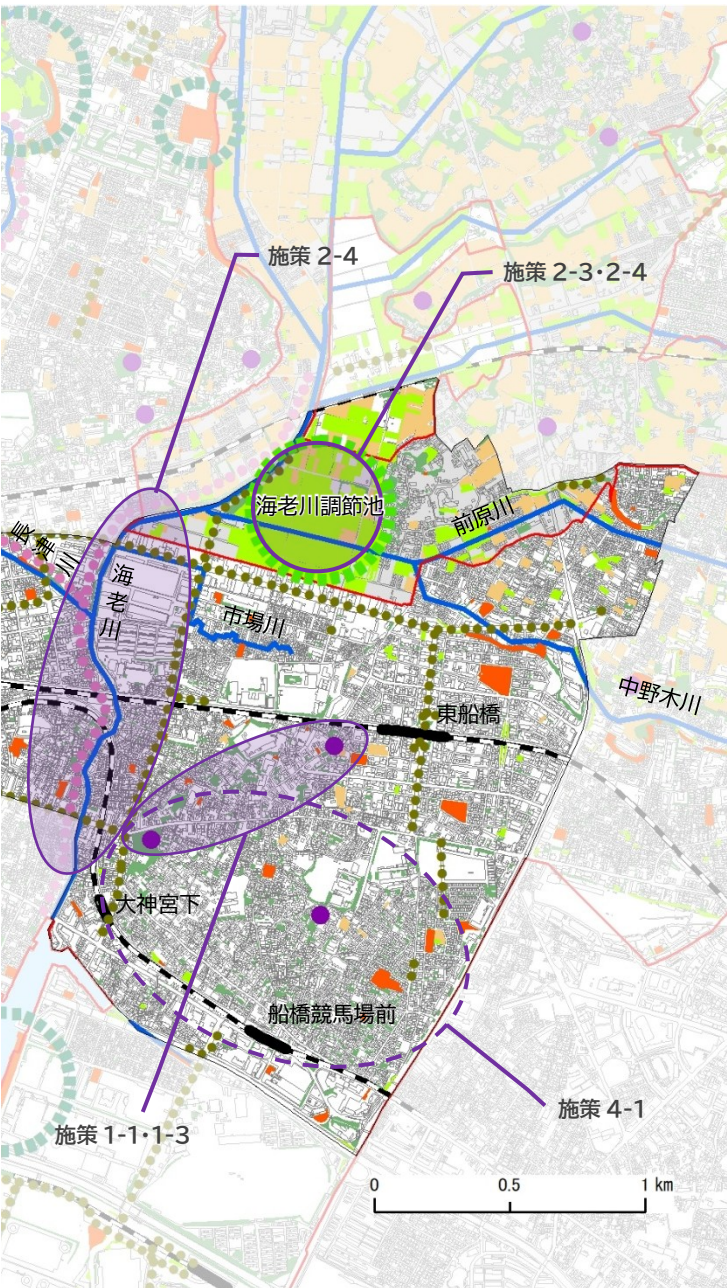 施策 2-4
施策 2-3・2-4
海老川調節池
前原川
長津川
海老川
市場川
中野木川
東船橋
大神宮下
船橋競馬場前
施策 4-1
施策 1-1・1-3
0 0.5 1 km